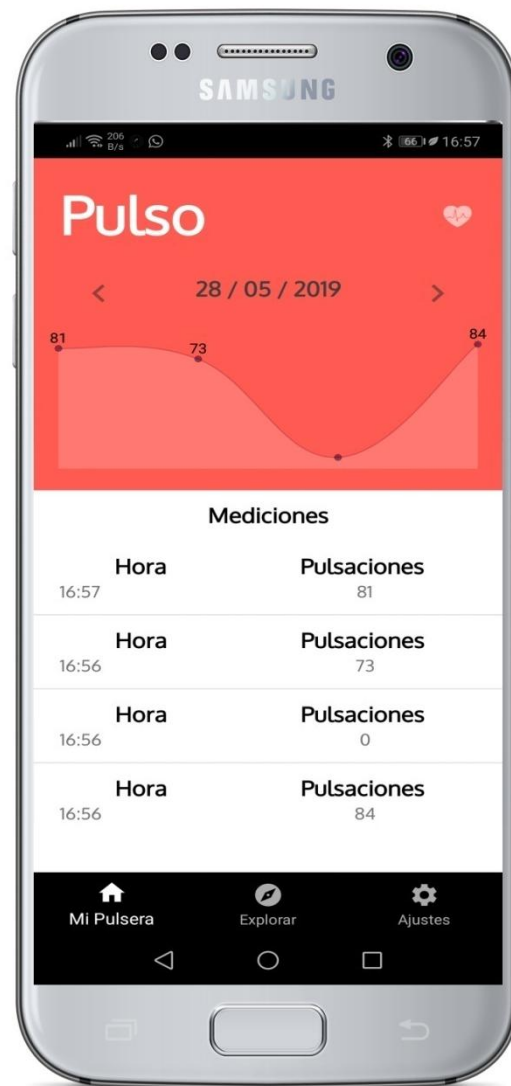 SAMSUNG
206 B/s 66 16:57
Pulso
28 / 05 / 2019
81 73 84
Mediciones
Hora Pulsaciones
16:57 81
Hora Pulsaciones
16:56 73
Hora Pulsaciones
16:56 0
Hora Pulsaciones
16:56 84
Mi Pulsera Explorar Ajustes